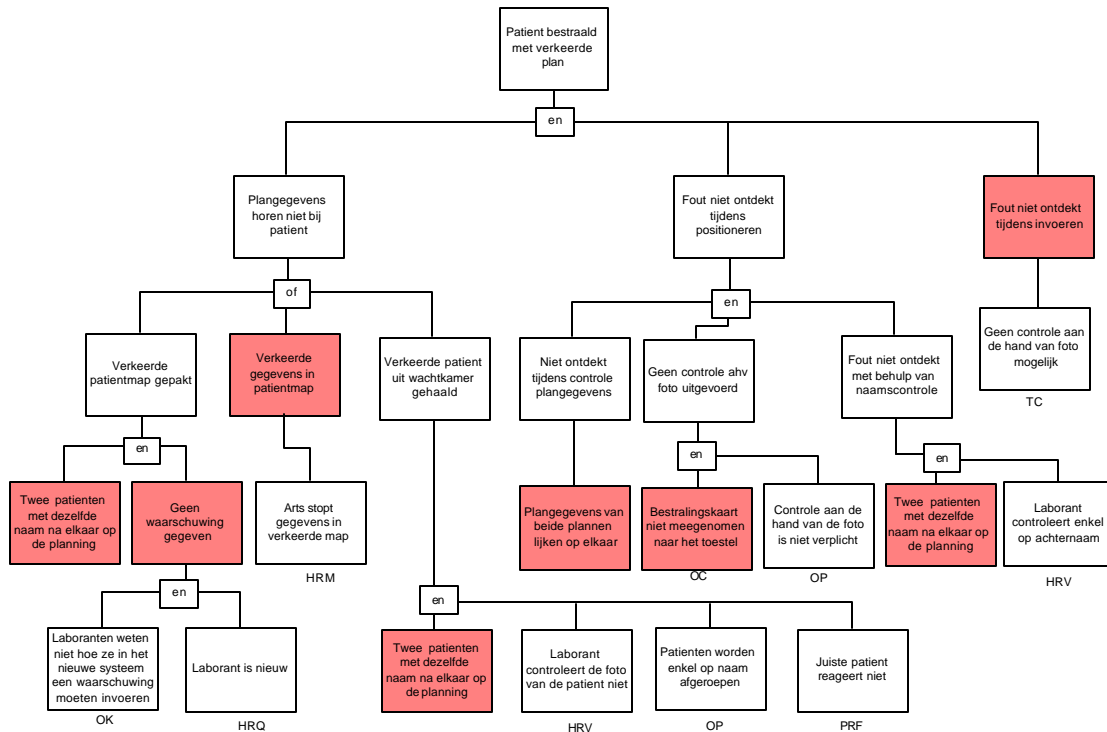 Patient bestraald
met verkeerde
plan
en
Plangegevens
horen niet bij
patient
Fout niet ontdekt
tijdens
positioneren
Fout niet ontdekt
tijdens invoeren
of
en
Verkeerde
patientmap gepakt
Verkeerde
gegevens in
patientmap
Verkeerde patient
uit wachtkamer
gehaald
Niet ontdekt
tijdens controle
plangegevens
Geen controle ahv
foto uitgevoerd
Fout niet ontdekt
met behulp van
naamscontrole
Geen controle aan
de hand van foto
mogelijk
TC
en
en
en
Twee patienten
met dezelfde
naam na elkaar op
de planning
Geen
waarschuwing
gegeven
Arts stopt
gegevens in
verkeerde map
HRM
Plangegevens van
beide plannen
lijken op elkaar
Bestralingskaart
niet meegenomen
naar het toestel
OC
Controle aan de
hand van de foto
is niet verplicht
OP
Twee patienten
met dezelfde
naam na elkaar op
de planning
Laborant
controleert enkel
op achternaam
HRV
en
en
Laboranten weten
niet hoe ze in het
nieuwe systeem
een waarschuwing
moeten invoeren
OK
Laborant is nieuw
HRQ
Twee patienten
met dezelfde
naam na elkaar op
de planning
Laborant
controleert de foto
van de patient niet
HRV
Patienten worden
enkel op naam
afgeroepen
OP
Juiste patient
reageert niet
PRF